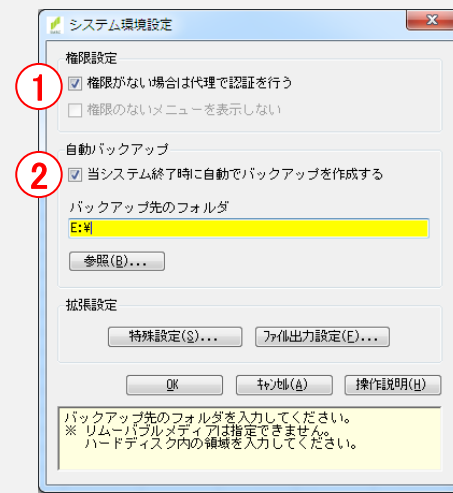 システム環境設定
x
権限設定
① 権限がない場合は代理で認証を行う
権限のないメニューを表示しない
自動バックアップ
② 当システム終了時に自動でバックアップを作成する
バックアップ先のフォルダ
E:¥
参照(B)...
拡張設定
特殊設定(S)... ファイル出力設定(F)...
OK ｷｬﾝｾﾙ(A) 操作説明(H)
バックアップ先のフォルダを入力してください。
※ リムーバブルメディアは指定できません。
ハードディスク内の領域を入力してください。